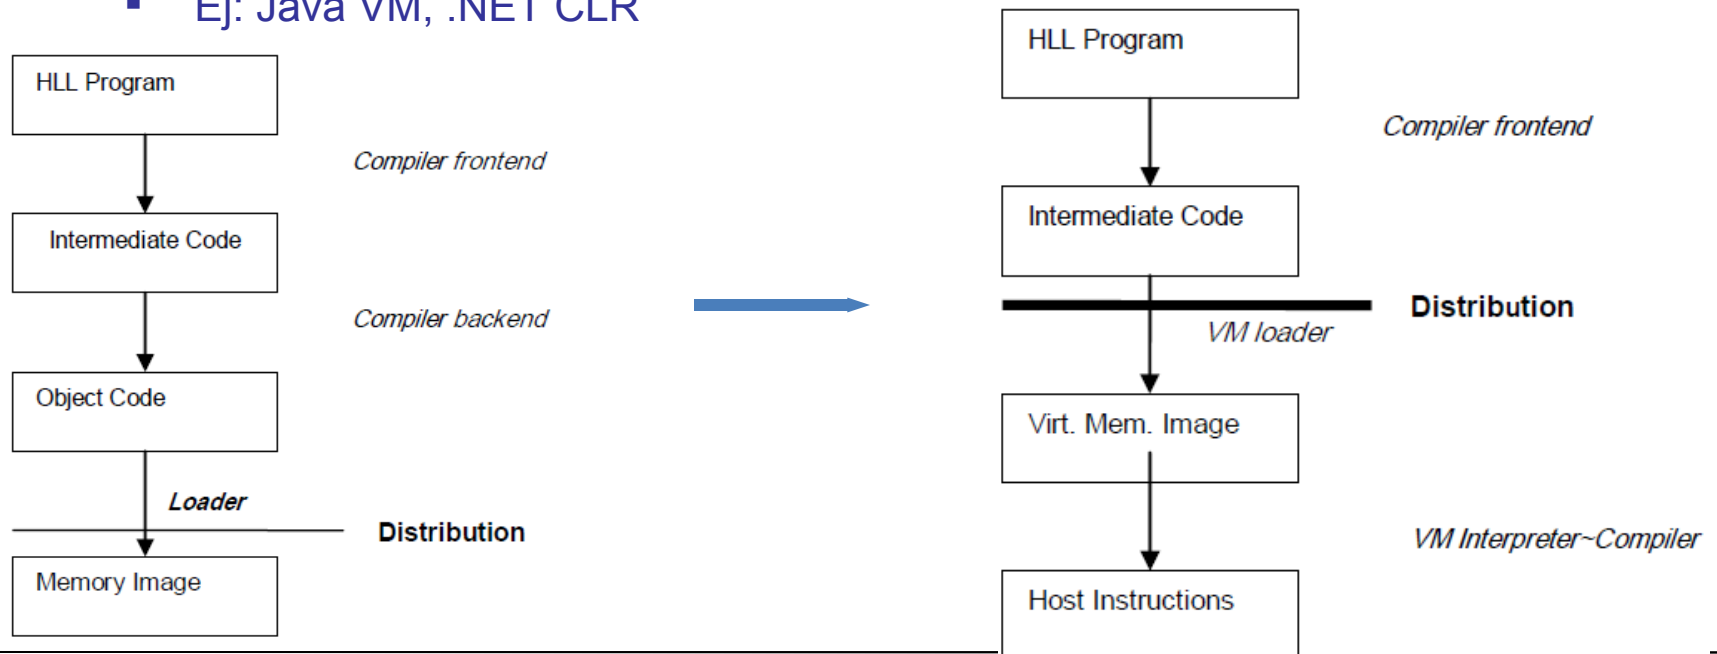 Ej: Java VM, .NET CLR
HLL Program
Compiler frontend
Intermediate Code
Compiler backend
Object Code
Loader
Distribution
Memory Image
HLL Program
Compiler frontend
Intermediate Code
Distribution
VM loader
Virt. Mem. Image
VM Interpreter~Compiler
Host Instructions